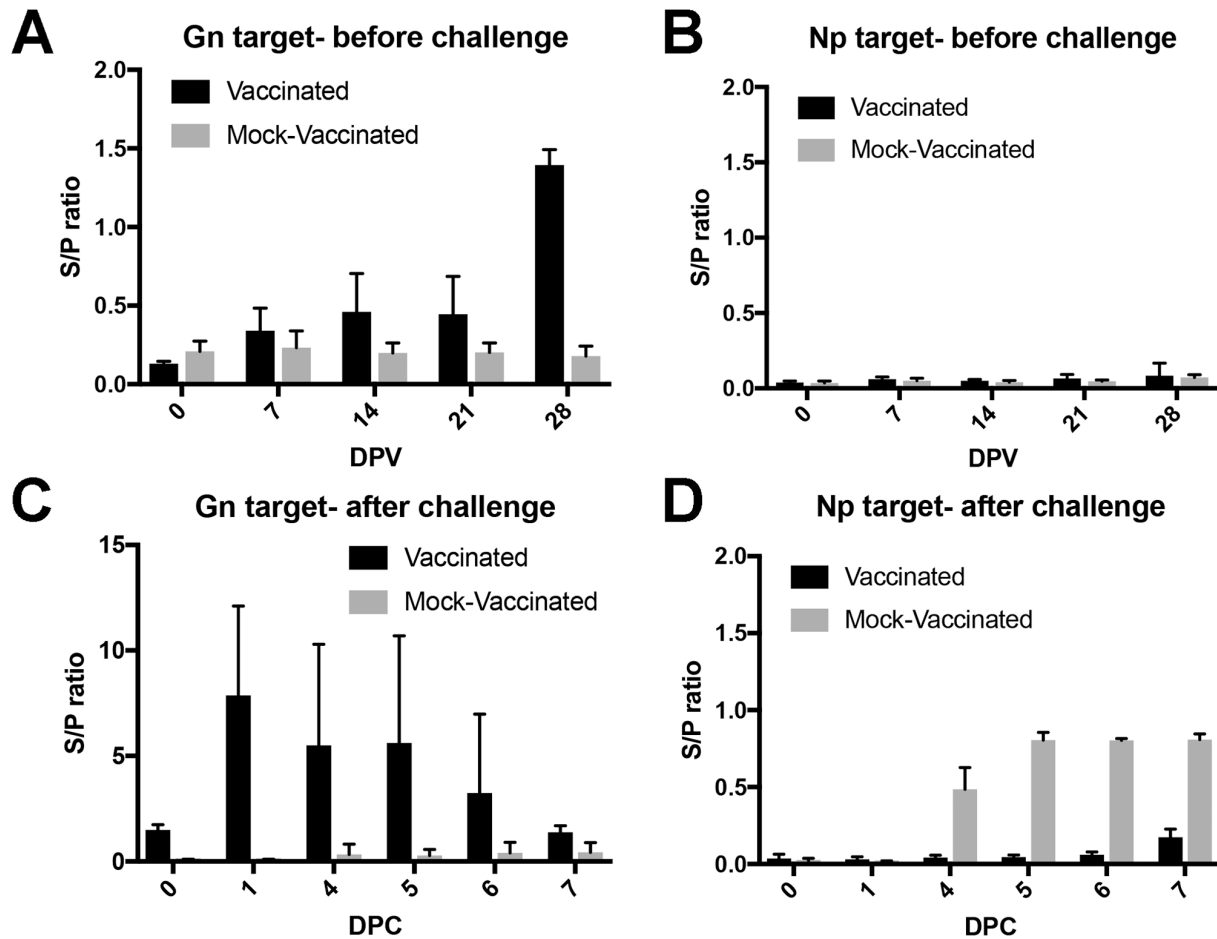 A
Gn target- before challenge
Vaccinated
Mock-Vaccinated
S/P ratio
2.0
1.5
1.0
0.5
0.0
0 7 14 21 28
DPV
B
Np target- before challenge
Vaccinated
Mock-Vaccinated
S/P ratio
2.0
1.5
1.0
0.5
0.0
0 7 14 21 28
DPV
C
Gn target- after challenge
Vaccinated
Mock-Vaccinated
S/P ratio
15
10
5
0
0 1 4 5 6 7
DPC
D
Np target- after challenge
Vaccinated
Mock-Vaccinated
S/P ratio
2.0
1.5
1.0
0.5
0.0
0 1 4 5 6 7
DPC